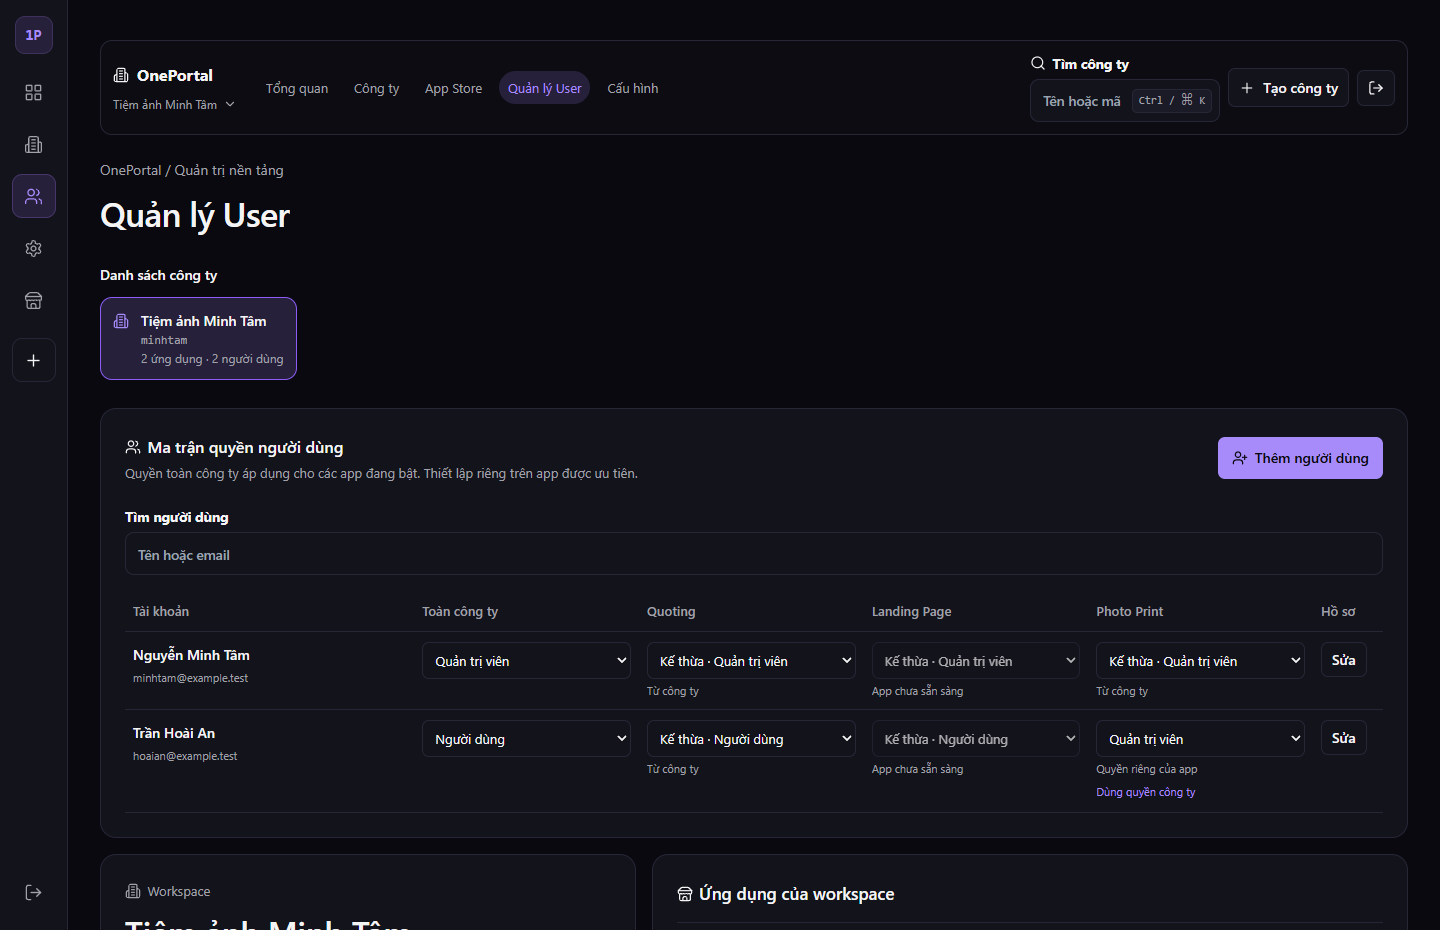 1P
OnePortal
Tiệm ảnh Minh Tâm
Tổng quan
Công ty
App Store
Quản lý User
Cấu hình
Tìm công ty
Tên hoặc mã
Ctrl / ⌘ K
Tạo công ty
OnePortal / Quản trị nền tảng
Quản lý User
Danh sách công ty
Tiệm ảnh Minh Tâm
minhtam
2 ứng dụng · 2 người dùng
Ma trận quyền người dùng
Quyền toàn công ty áp dụng cho các app đang bật. Thiết lập riêng trên app được ưu tiên.
Thêm người dùng
Tìm người dùng
Tên hoặc email
Tài khoản Toàn công ty Quoting Landing Page Photo Print Hồ sơ
Nguyễn Minh Tâm
minhtam@example.test
Quản trị viên
Kế thừa · Quản trị viên
Từ công ty
Kế thừa · Quản trị viên
App chưa sẵn sàng
Kế thừa · Quản trị viên
Từ công ty
Sửa
Trần Hoài An
hoaian@example.test
Người dùng
Kế thừa · Người dùng
Từ công ty
Kế thừa · Người dùng
App chưa sẵn sàng
Quản trị viên
Quyền riêng của app
Dùng quyền công ty
Sửa
Workspace
Tiệm ảnh Minh Tâm
Ứng dụng của workspace